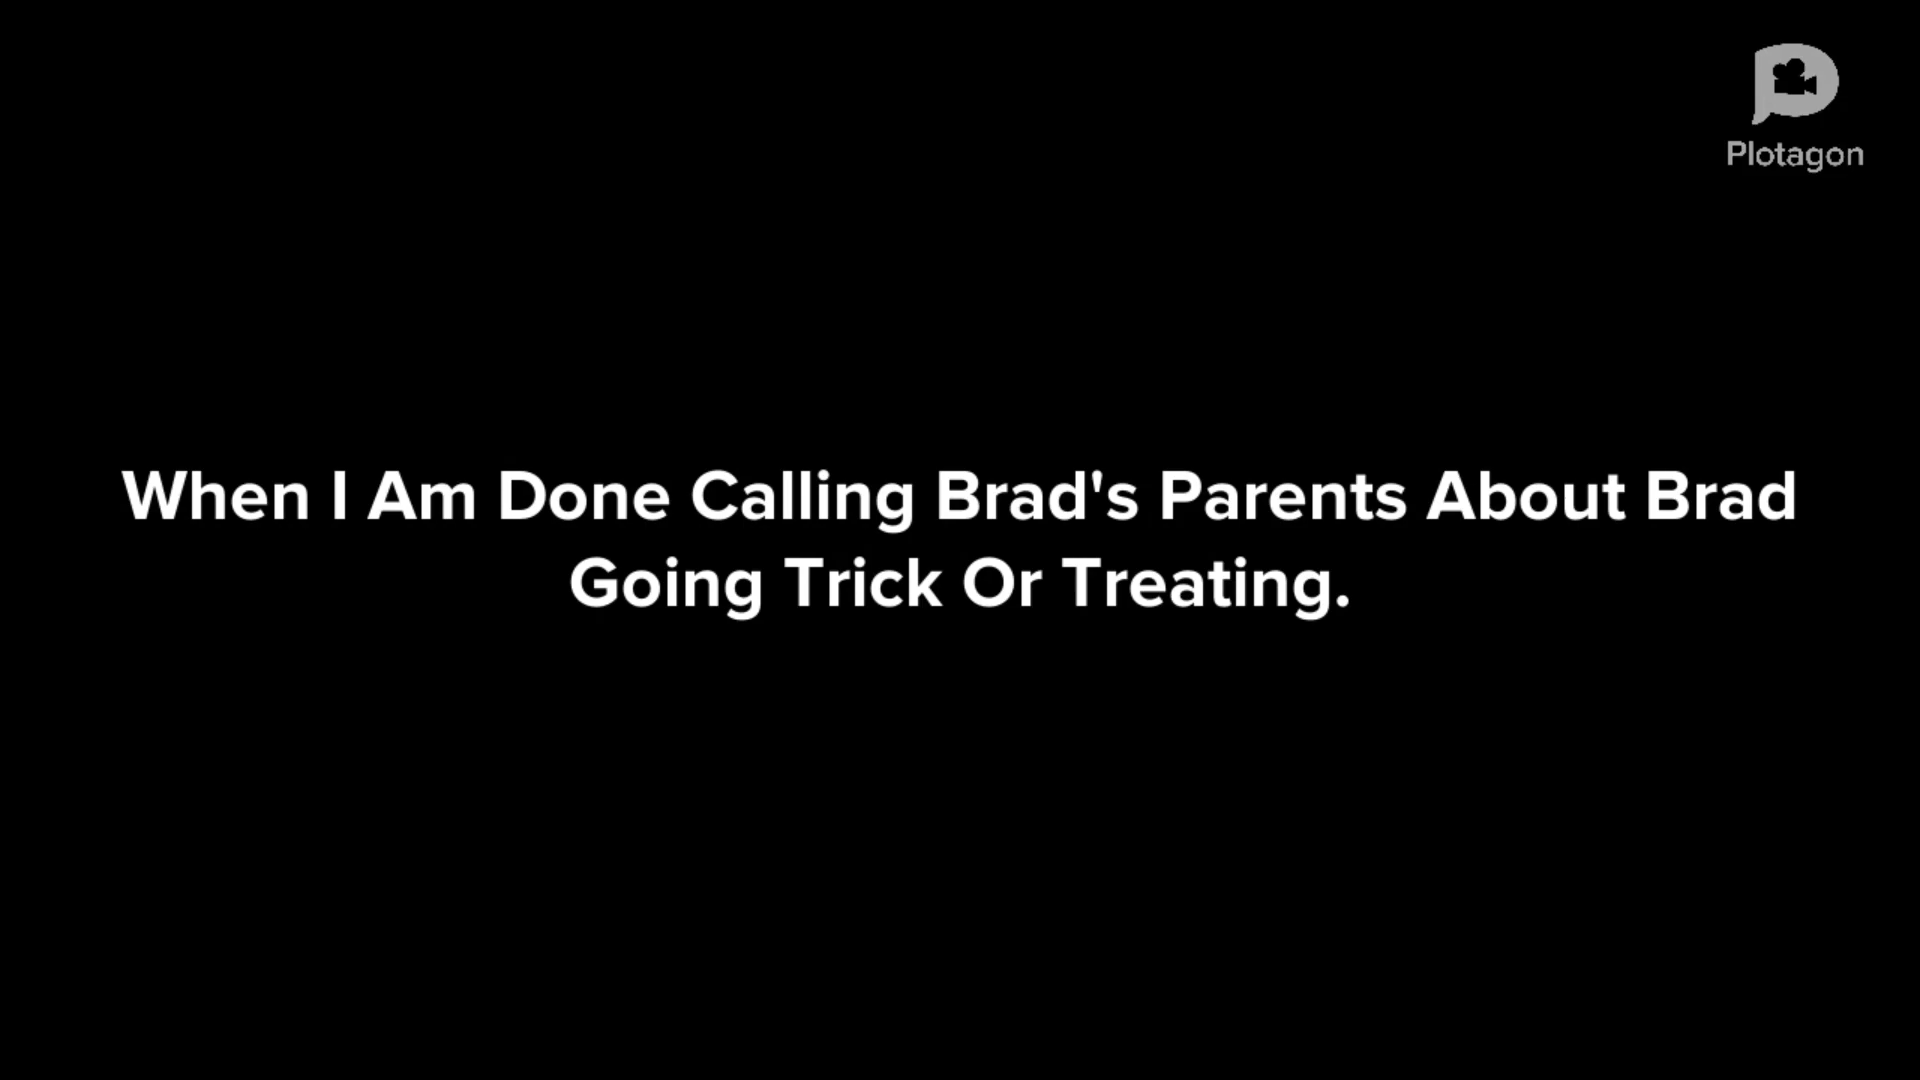 Plotagon
When I Am Done Calling Brad's Parents About Brad
Going Trick Or Treating.